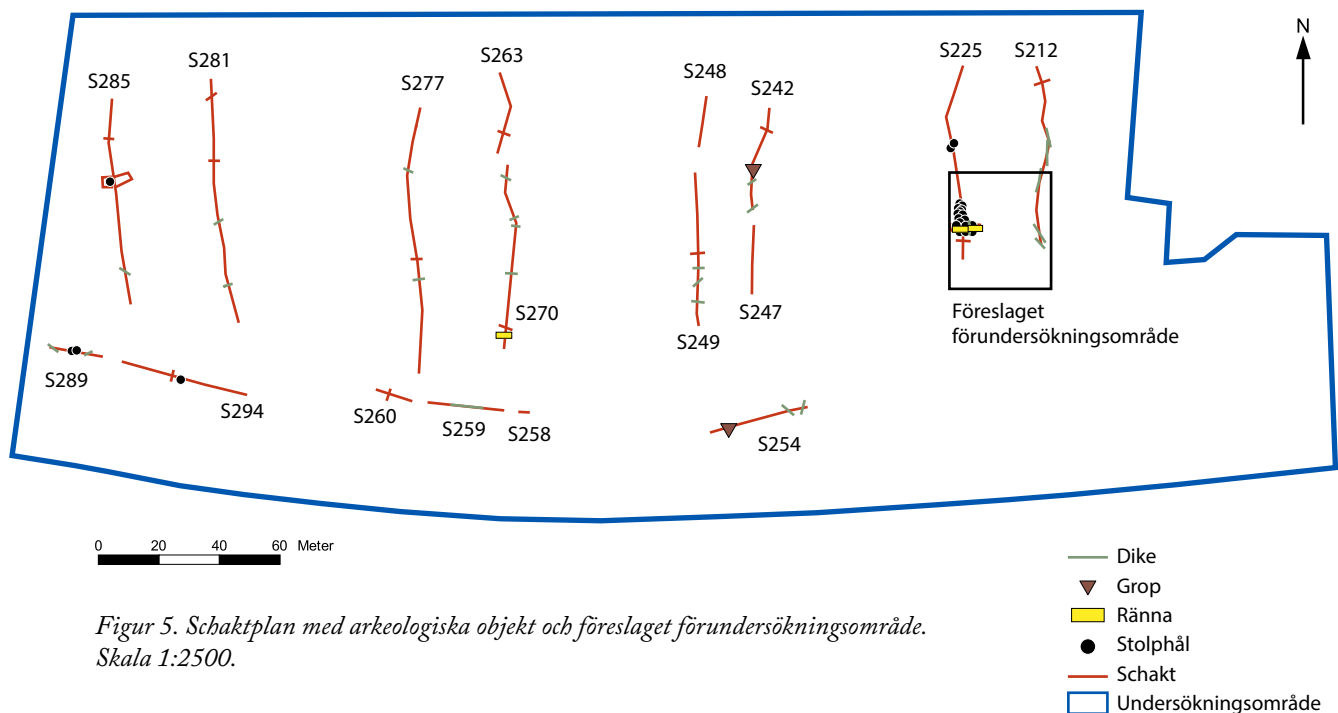 N
S263
S225
S212
S281
S285
S248
S277
S242
S270
S247
Föreslaget
förundersökningsområde
S249
S289
S294
S260
S259
S258
S254
0 20 40 60 Meter
Dike
Grop
Ränna
Stolphål
Schakt
Undersökningsområde
Figur 5. Schaktplan med arkeologiska objekt och föreslaget förundersökningsområde.
Skala 1:2500.